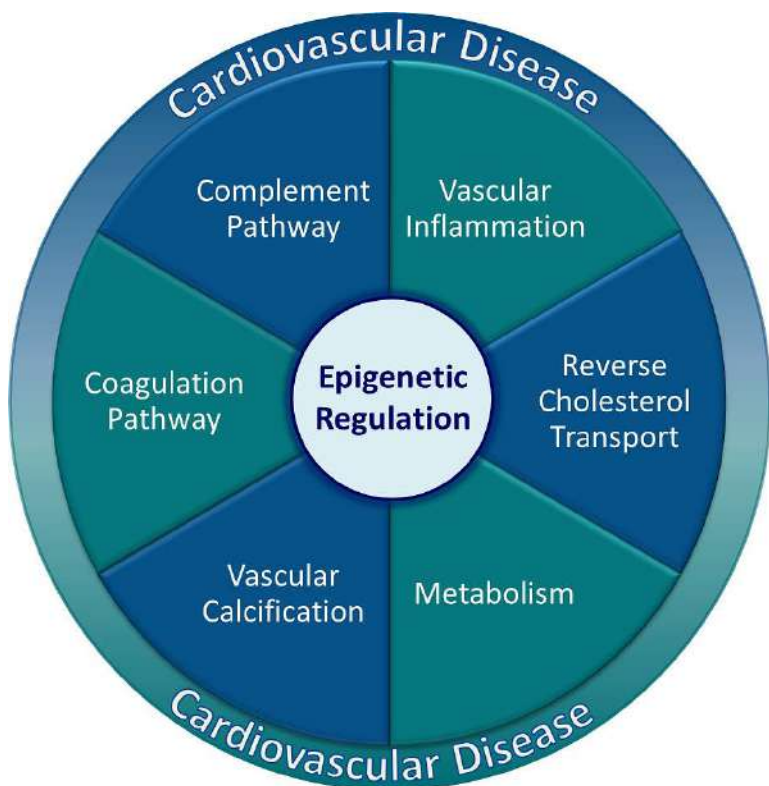 Cardiovascular Disease
Complement
Pathway
Vascular
Inflammation
Coagulation
Pathway
Epigenetic
Regulation
Reverse
Cholesterol
Transport
Vascular
Calcification
Metabolism
Cardiovascular Disease